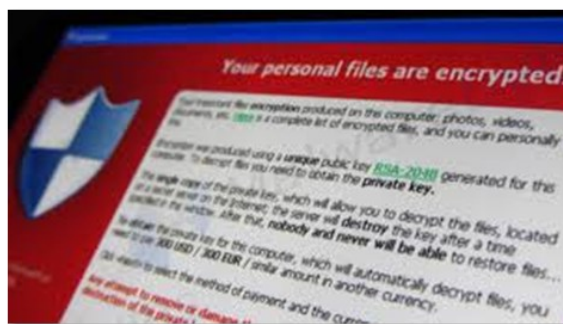 Your personal files are encrypted
Your important files encryption produced on this computer: photos, videos,
documents, etc. Here is a complete list of encrypted files, and you can personally
Encryption was produced using a unique public key RSA-2048 generated for this
computer. To decrypt files you need to obtain the private key.
The single copy of the private key, which will allow you to decrypt the files, located
on a secret server on the Internet; the server will destroy the key after a time
specified in this window. After that, nobody and never will be able to restore files...
To obtain the private key for this computer, which will automatically decrypt files, you
need to pay 300 USD / 300 EUR / similar amount in another currency.
Click to select the method of payment and the
Any attempt to remove or damage
destruction of the private